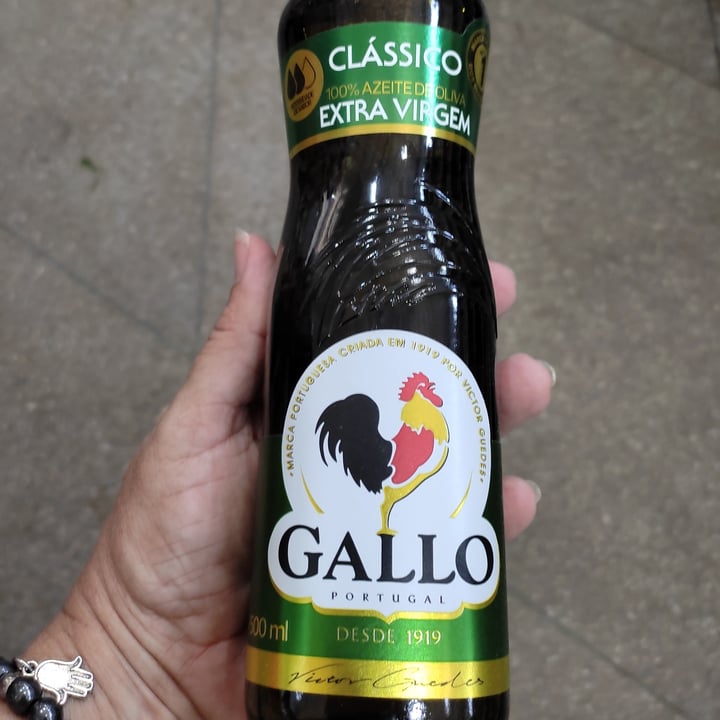 CLÁSSICO
100% AZEITE DE OLIVA
EXTRA VIRGEM
MARCA PORTUGUESA CRIADA EM 1919 POR VICTOR GUEDES
GALLO
PORTUGAL
ml
DESDE 1919
Victor Guedes